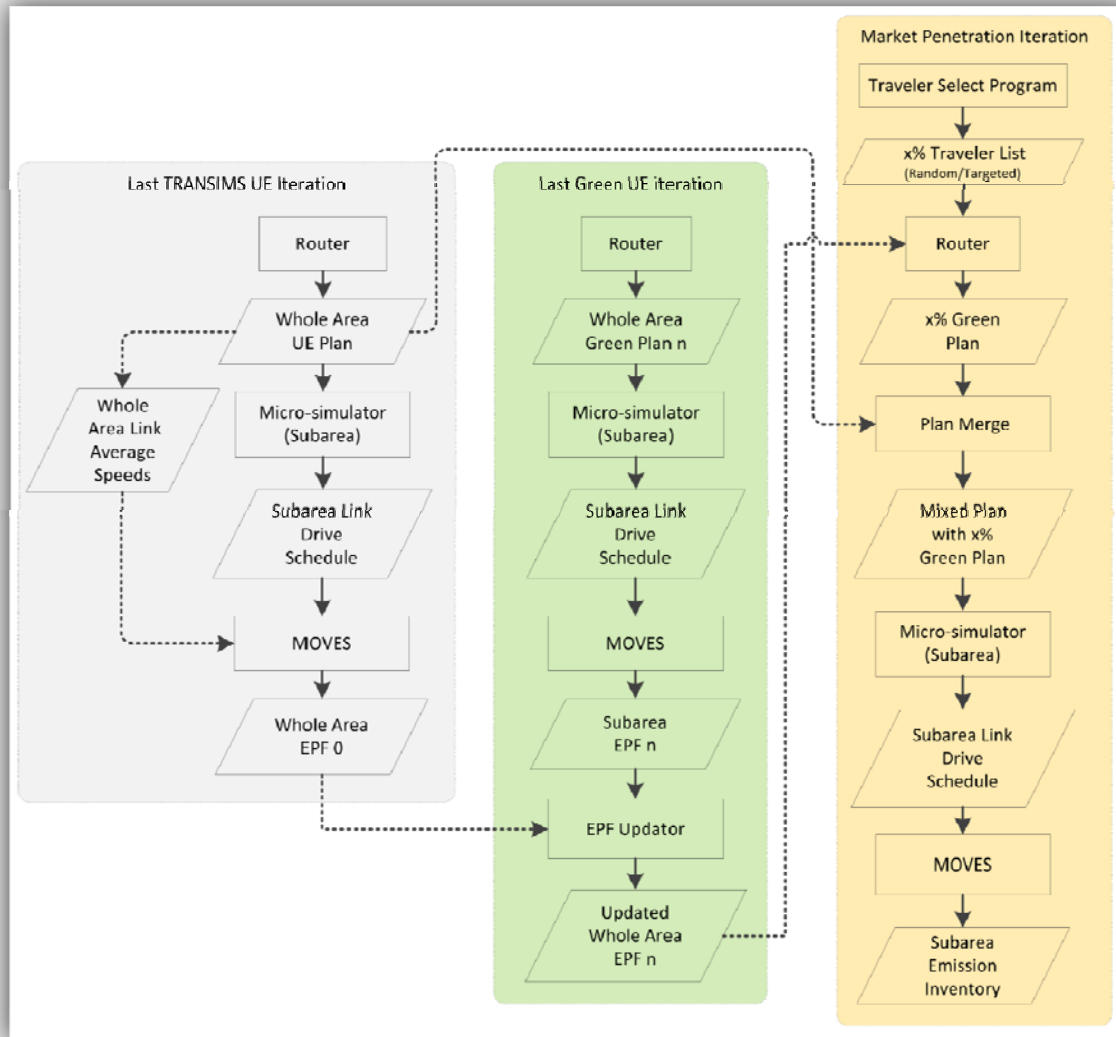 Last TRANSIMS UE Iteration
Router
Whole Area
UE Plan
Whole
Area Link
Average
Speeds
Micro-simulator
(Subarea)
Subarea Link
Drive
Schedule
MOVES
Whole Area
EPF 0
Last Green UE iteration
Router
Whole Area
Green Plan n
Micro-simulator
(Subarea)
Subarea Link
Drive
Schedule
MOVES
Subarea
EPF n
EPF Updator
Updated
Whole Area
EPF n
Market Penetration Iteration
Traveler Select Program
x% Traveler List
(Random/Targeted)
Router
x% Green
Plan
Plan Merge
Mixed Plan
with x%
Green Plan
Micro-simulator
(Subarea)
Subarea Link
Drive
Schedule
MOVES
Subarea
Emission
Inventory